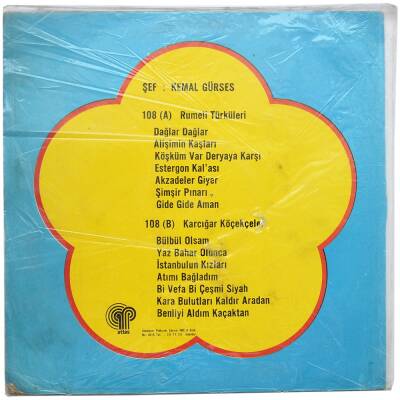 ŞEF : KEMAL GÜRSES
108 (A) Rumeli Türküleri
Dağlar Dağlar
Alişimin Kaşları
Köşküm Var Deryaya Karşı
Estergon Kal'ası
Akzadeler Giyer
Şimşir Pınarı
Gide Gide Aman
108 (B) Karcığar Köçekçeler
Bülbül Olsam
Yaz Bahar Olunca
İstanbulun Kızları
Atımı Bağladım
Bi Vefa Bi Çeşmi Siyah
Kara Bulutları Kaldır Aradan
Benliyi Aldım Kaçaktan
atlas